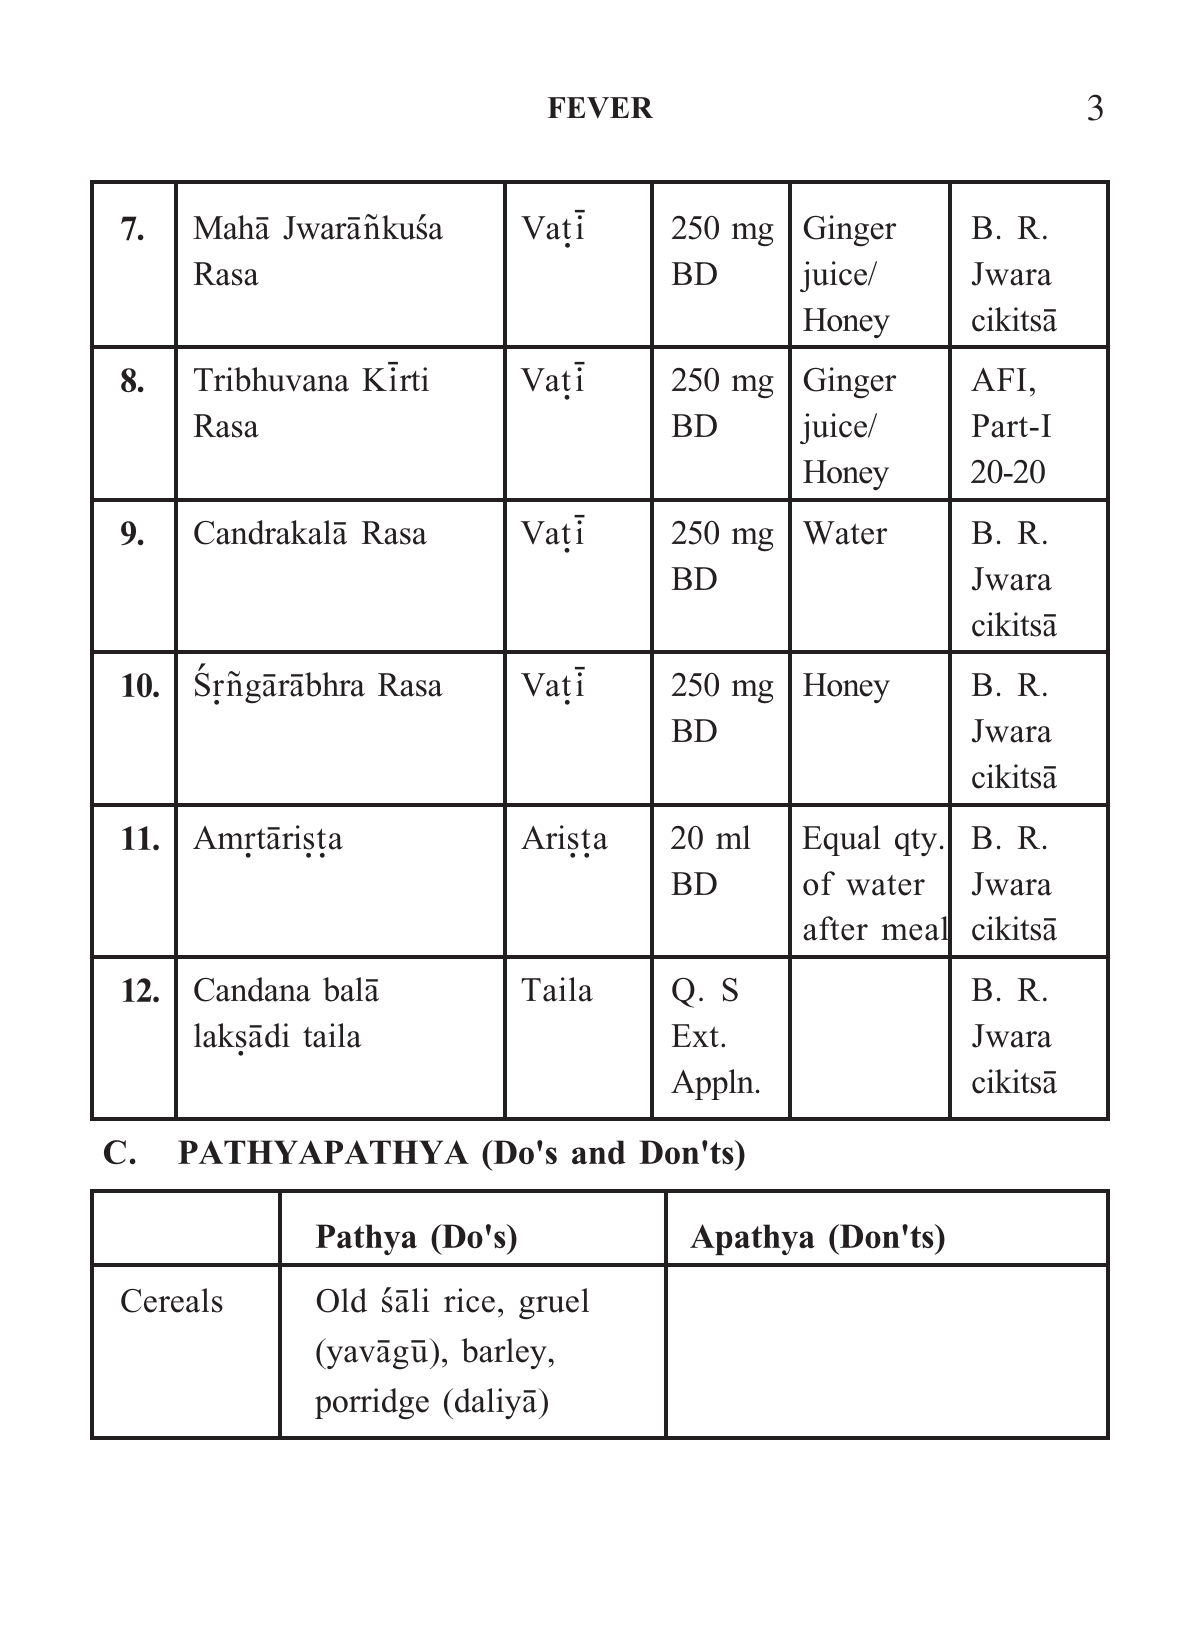 FEVER 3
7. Mahā Jwarāñkuśa Vaṭī 250 mg Ginger B. R.
Rasa BD juice/ Jwara
Honey cikitsā
8. Tribhuvana Kīrti Vaṭī 250 mg Ginger AFI,
Rasa BD juice/ Part-I
Honey 20-20
9. Candrakalā Rasa Vaṭī 250 mg Water B. R.
BD Jwara
cikitsā
10. Śṛñgārābhra Rasa Vaṭī 250 mg Honey B. R.
BD Jwara
cikitsā
11. Amṛtāriṣṭa Ariṣṭa 20 ml Equal qty. B. R.
BD of water Jwara
after meal cikitsā
12. Candana balā Taila Q. S B. R.
lakṣādi taila Ext. Jwara
Appln. cikitsā
C. PATHYAPATHYA (Do's and Don'ts)
Pathya (Do's) Apathya (Don'ts)
Cereals Old śāli rice, gruel
(yavāgū), barley,
porridge (daliyā)